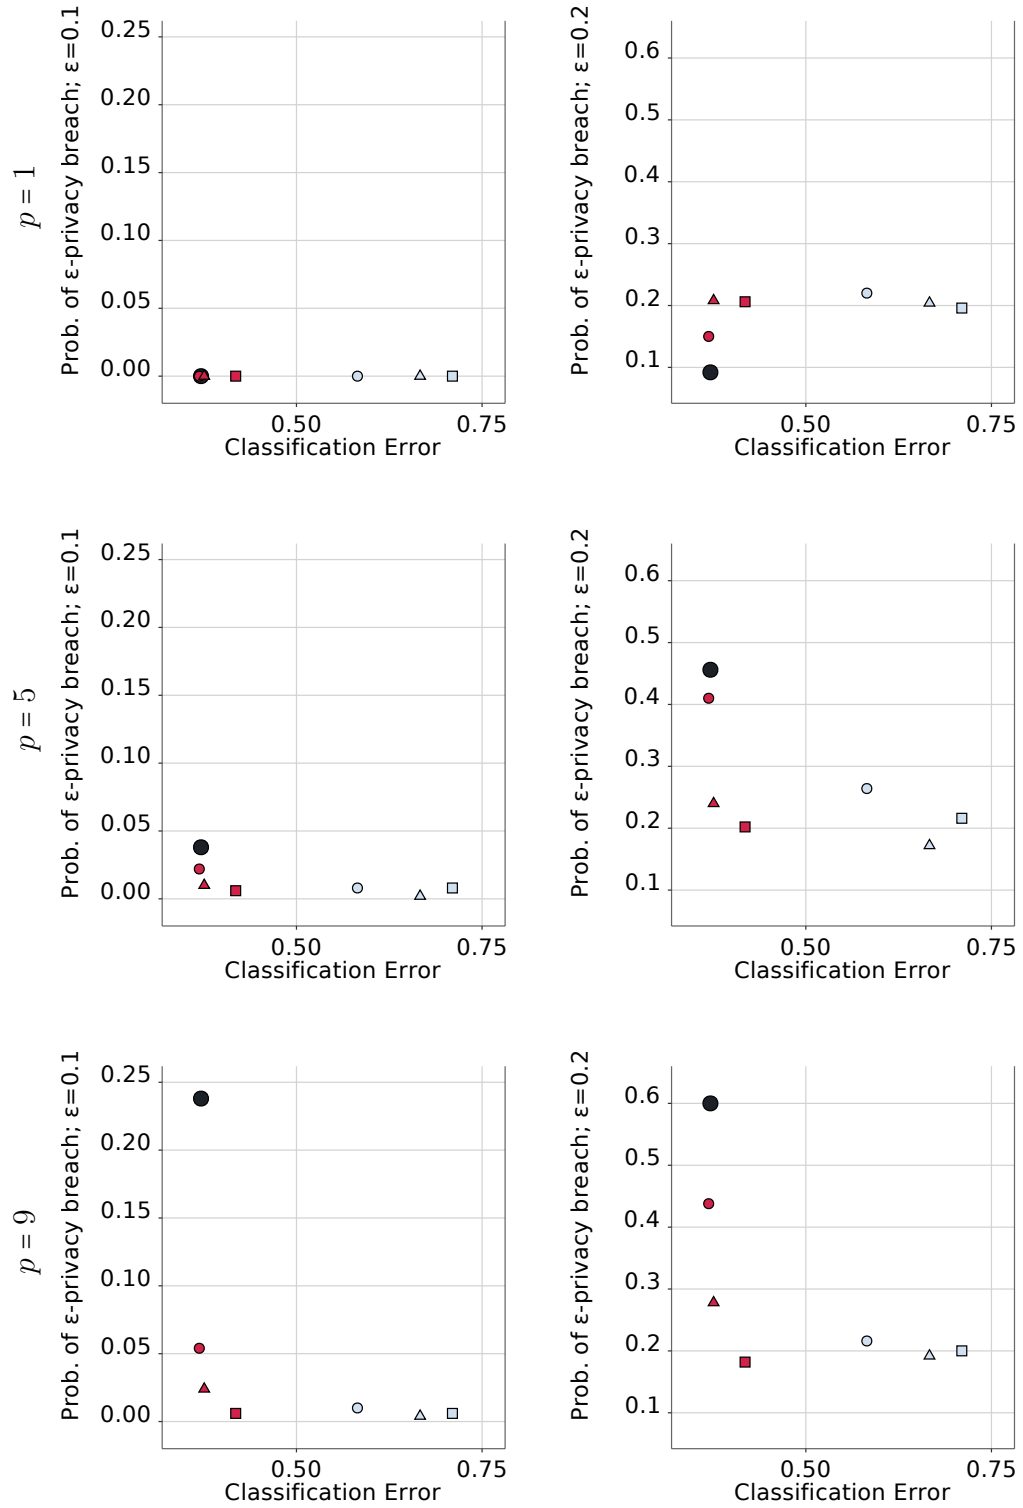 p = 1
Prob. of ε-privacy breach; ε=0.1
0.25
0.20
0.15
0.10
0.05
0.00
0.50 0.75
Classification Error
Prob. of ε-privacy breach; ε=0.2
0.6
0.5
0.4
0.3
0.2
0.1
0.50 0.75
Classification Error
p = 5
Prob. of ε-privacy breach; ε=0.1
0.25
0.20
0.15
0.10
0.05
0.00
0.50 0.75
Classification Error
Prob. of ε-privacy breach; ε=0.2
0.6
0.5
0.4
0.3
0.2
0.1
0.50 0.75
Classification Error
p = 9
Prob. of ε-privacy breach; ε=0.1
0.25
0.20
0.15
0.10
0.05
0.00
0.50 0.75
Classification Error
Prob. of ε-privacy breach; ε=0.2
0.6
0.5
0.4
0.3
0.2
0.1
0.50 0.75
Classification Error